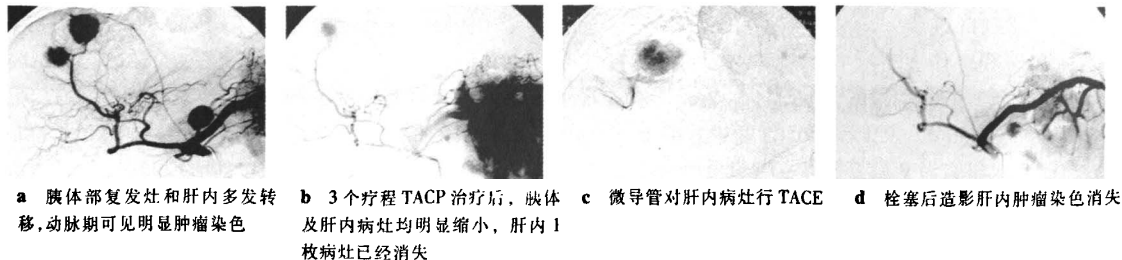 a 胰体部复发灶和肝内多发转
移,动脉期可见明显肿瘤染色
b 3个疗程TACP治疗后，胰体
及肝内病灶均明显缩小，肝内1
枚病灶已经消失
c 微导管对肝内病灶行TACE
d 栓塞后造影肝内肿瘤染色消失